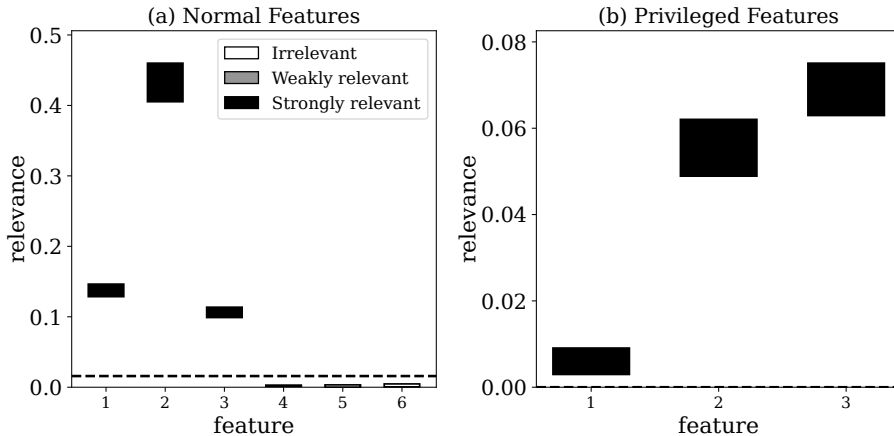 (a) Normal Features
0.5
0.4
0.3
0.2
0.1
0.0
relevance
Irrelevant
Weakly relevant
Strongly relevant
1 2 3 4 5 6
feature
(b) Privileged Features
0.08
0.06
0.04
0.02
0.00
relevance
1 2 3
feature